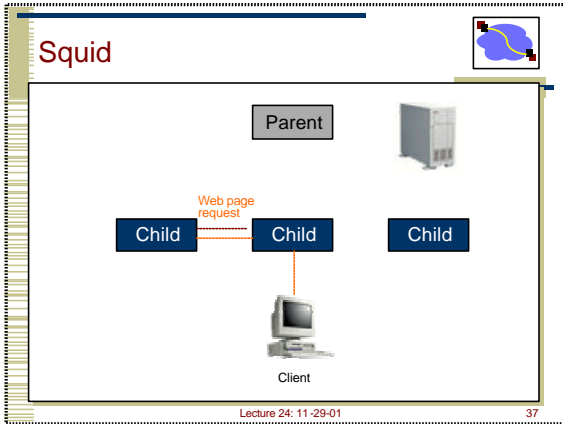 Squid
Parent
Web page
request
Child
Child
Child
Client
Lecture 24: 11-29-01
37